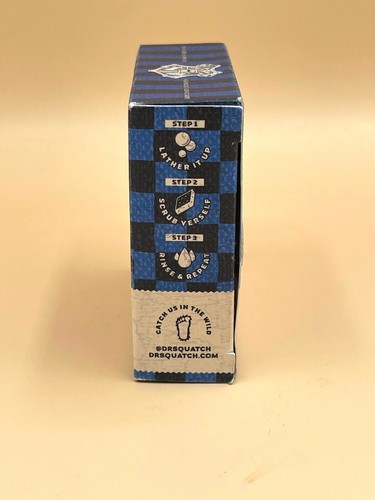 STEP 1
LATHER IT UP
STEP 2
SCRUB YERSELF
STEP 3
RINSE & REPEAT
CATCH US IN THE WILD
@DRSQUATCH
DRSQUATCH.COM